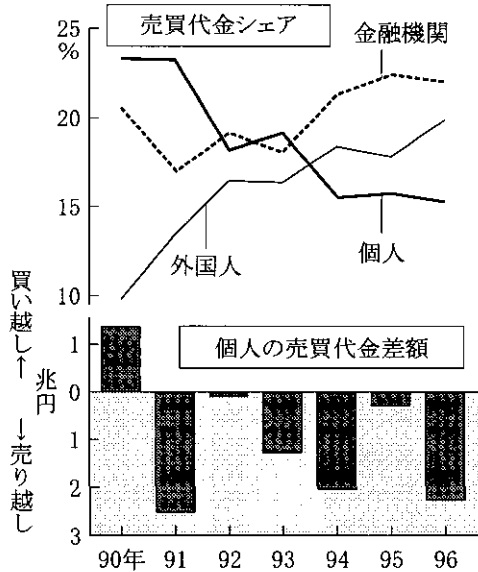 売買代金シェア
25
%
20
15
10
金融機関
外国人
個人
個人の売買代金差額
買い越し↑
兆円
↓売り越し
1
0
1
2
3
90年 91 92 93 94 95 96